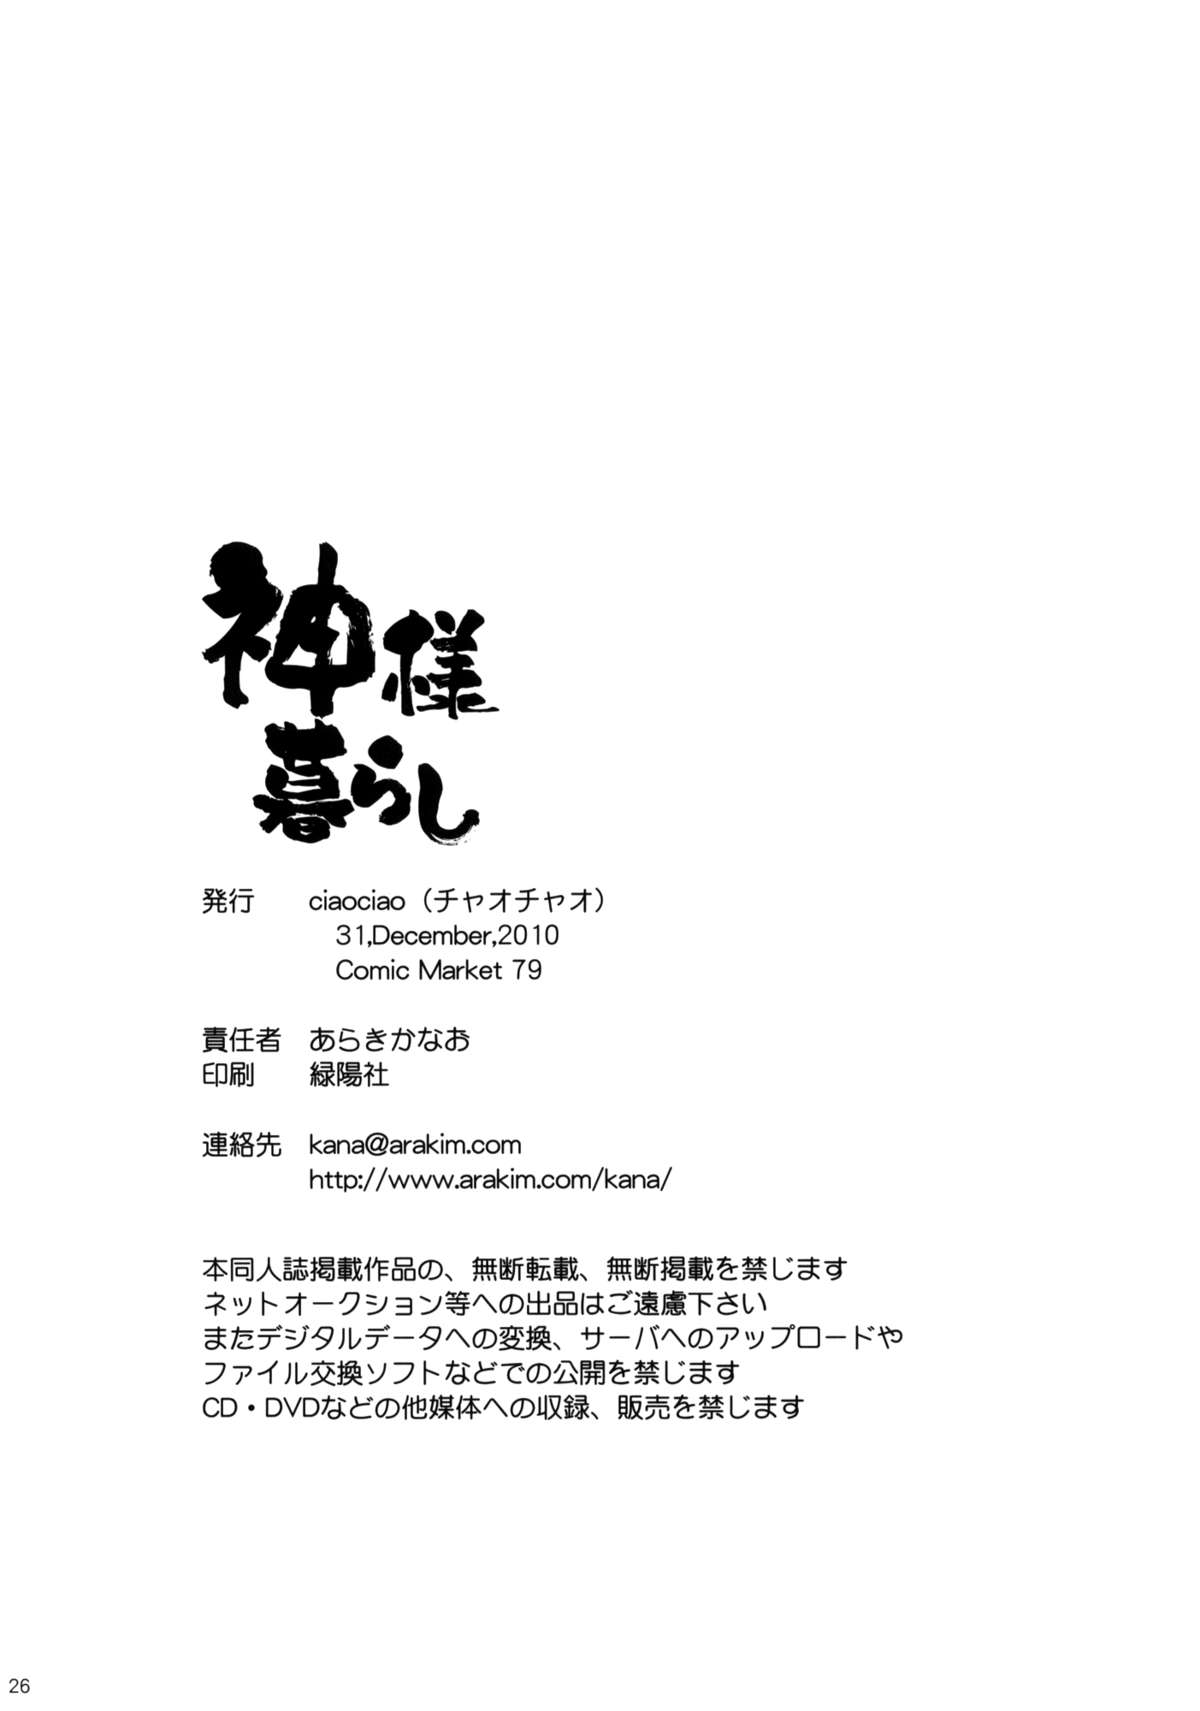 神様
暮らし
発行　　ciaociao（チャオチャオ）
31,December,2010
Comic Market 79
責任者　あらきかなお
印刷　　緑陽社
連絡先　kana@arakim.com
http://www.arakim.com/kana/
本同人誌掲載作品の、無断転載、無断掲載を禁じます
ネットオークション等への出品はご遠慮下さい
またデジタルデータへの変換、サーバへのアップロードや
ファイル交換ソフトなどでの公開を禁じます
CD・DVDなどの他媒体への収録、販売を禁じます
26